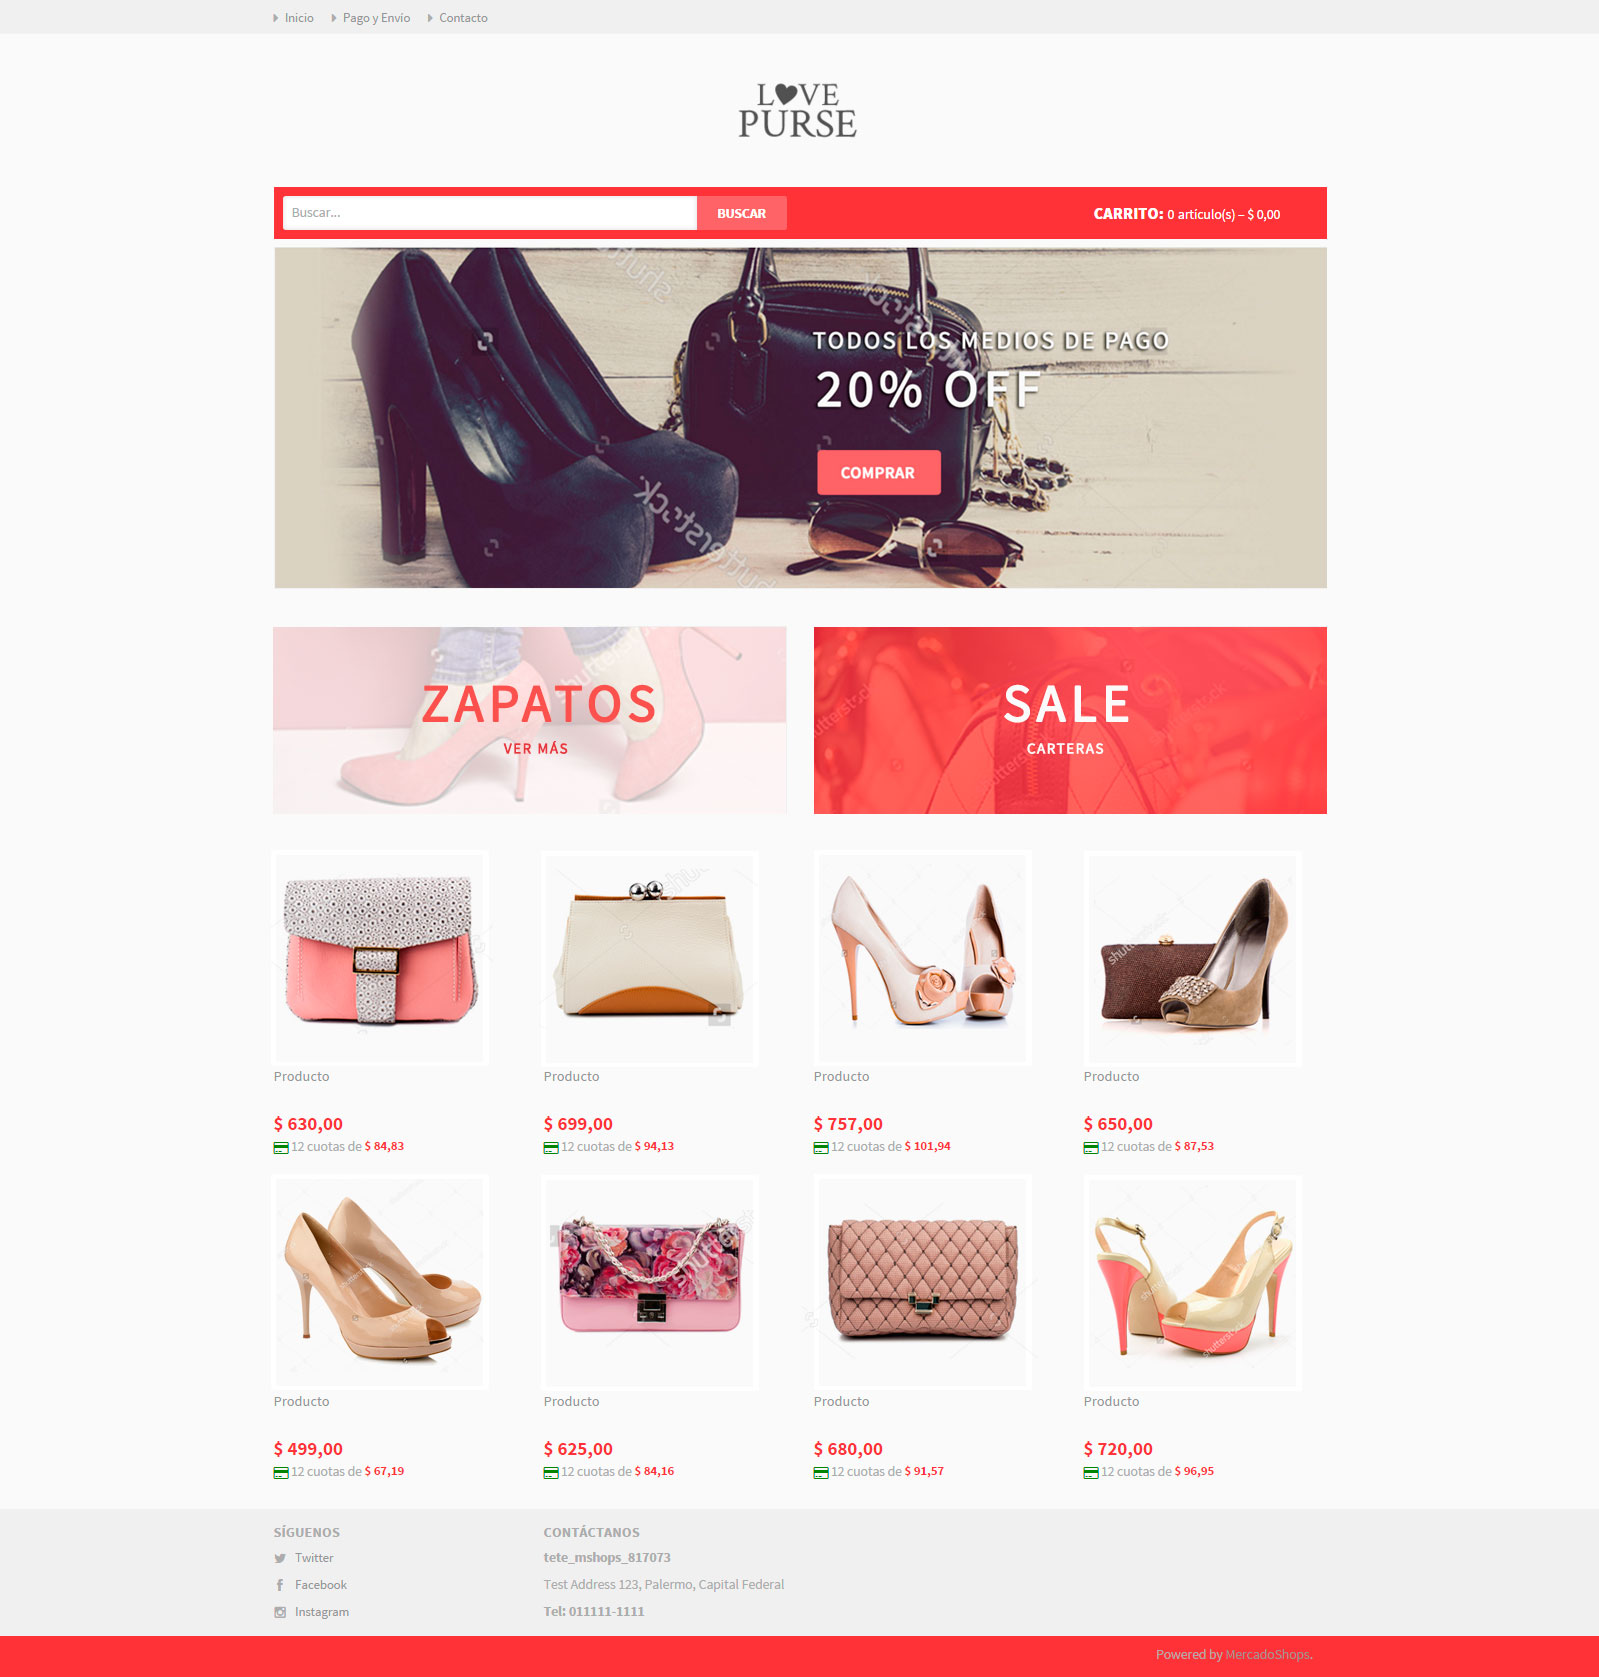 Inicio
Pago y Envío
Contacto
LOVE
PURSE
Buscar...
BUSCAR
CARRITO: 0 artículo(s) – $ 0,00
TODOS LOS MEDIOS DE PAGO
20% OFF
COMPRAR
shutterstock
ZAPATOS
VER MÁS
SALE
CARTERAS
Producto
$ 630,00
12 cuotas de $ 84,83
Producto
$ 699,00
12 cuotas de $ 94,13
Producto
$ 757,00
12 cuotas de $ 101,94
Producto
$ 650,00
12 cuotas de $ 87,53
Producto
$ 499,00
12 cuotas de $ 67,19
Producto
$ 625,00
12 cuotas de $ 84,16
Producto
$ 680,00
12 cuotas de $ 91,57
Producto
$ 720,00
12 cuotas de $ 96,95
SÍGUENOS
Twitter
Facebook
Instagram
CONTÁCTANOS
tete_mshops_817073
Test Address 123, Palermo, Capital Federal
Tel: 011111-1111
Powered by MercadoShops.